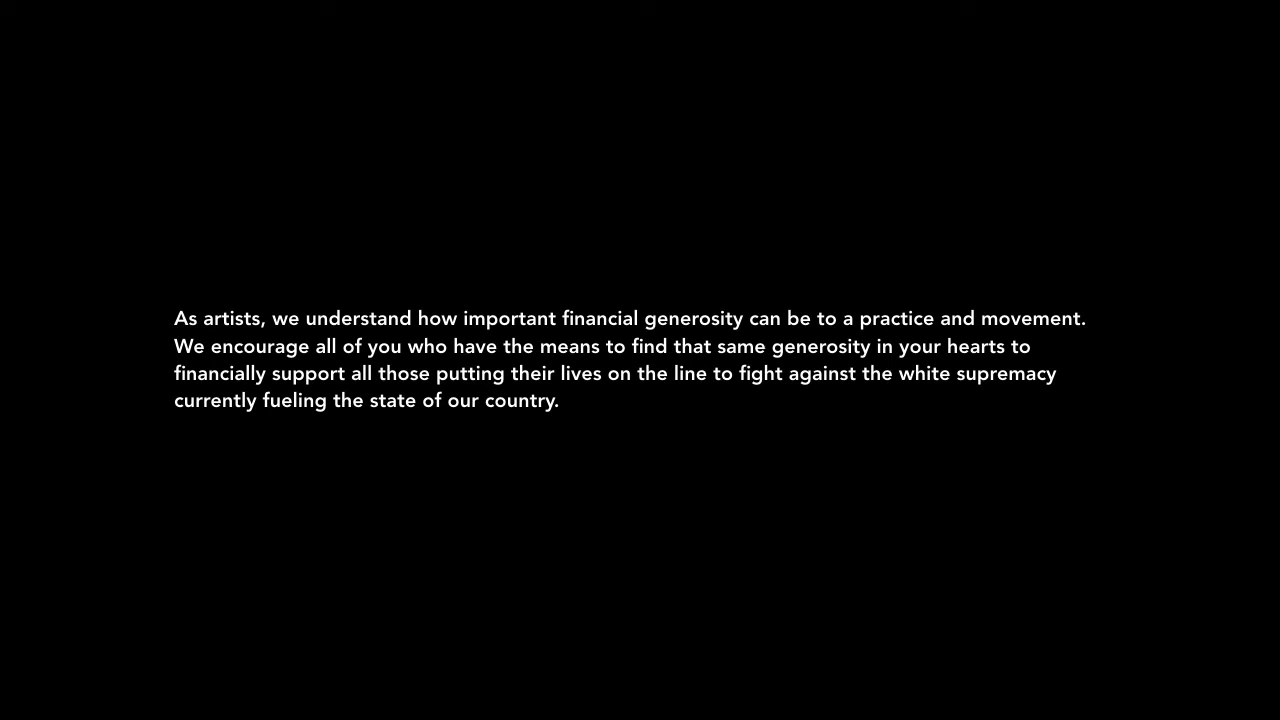 As artists, we understand how important financial generosity can be to a practice and movement.
We encourage all of you who have the means to find that same generosity in your hearts to
financially support all those putting their lives on the line to fight against the white supremacy
currently fueling the state of our country.